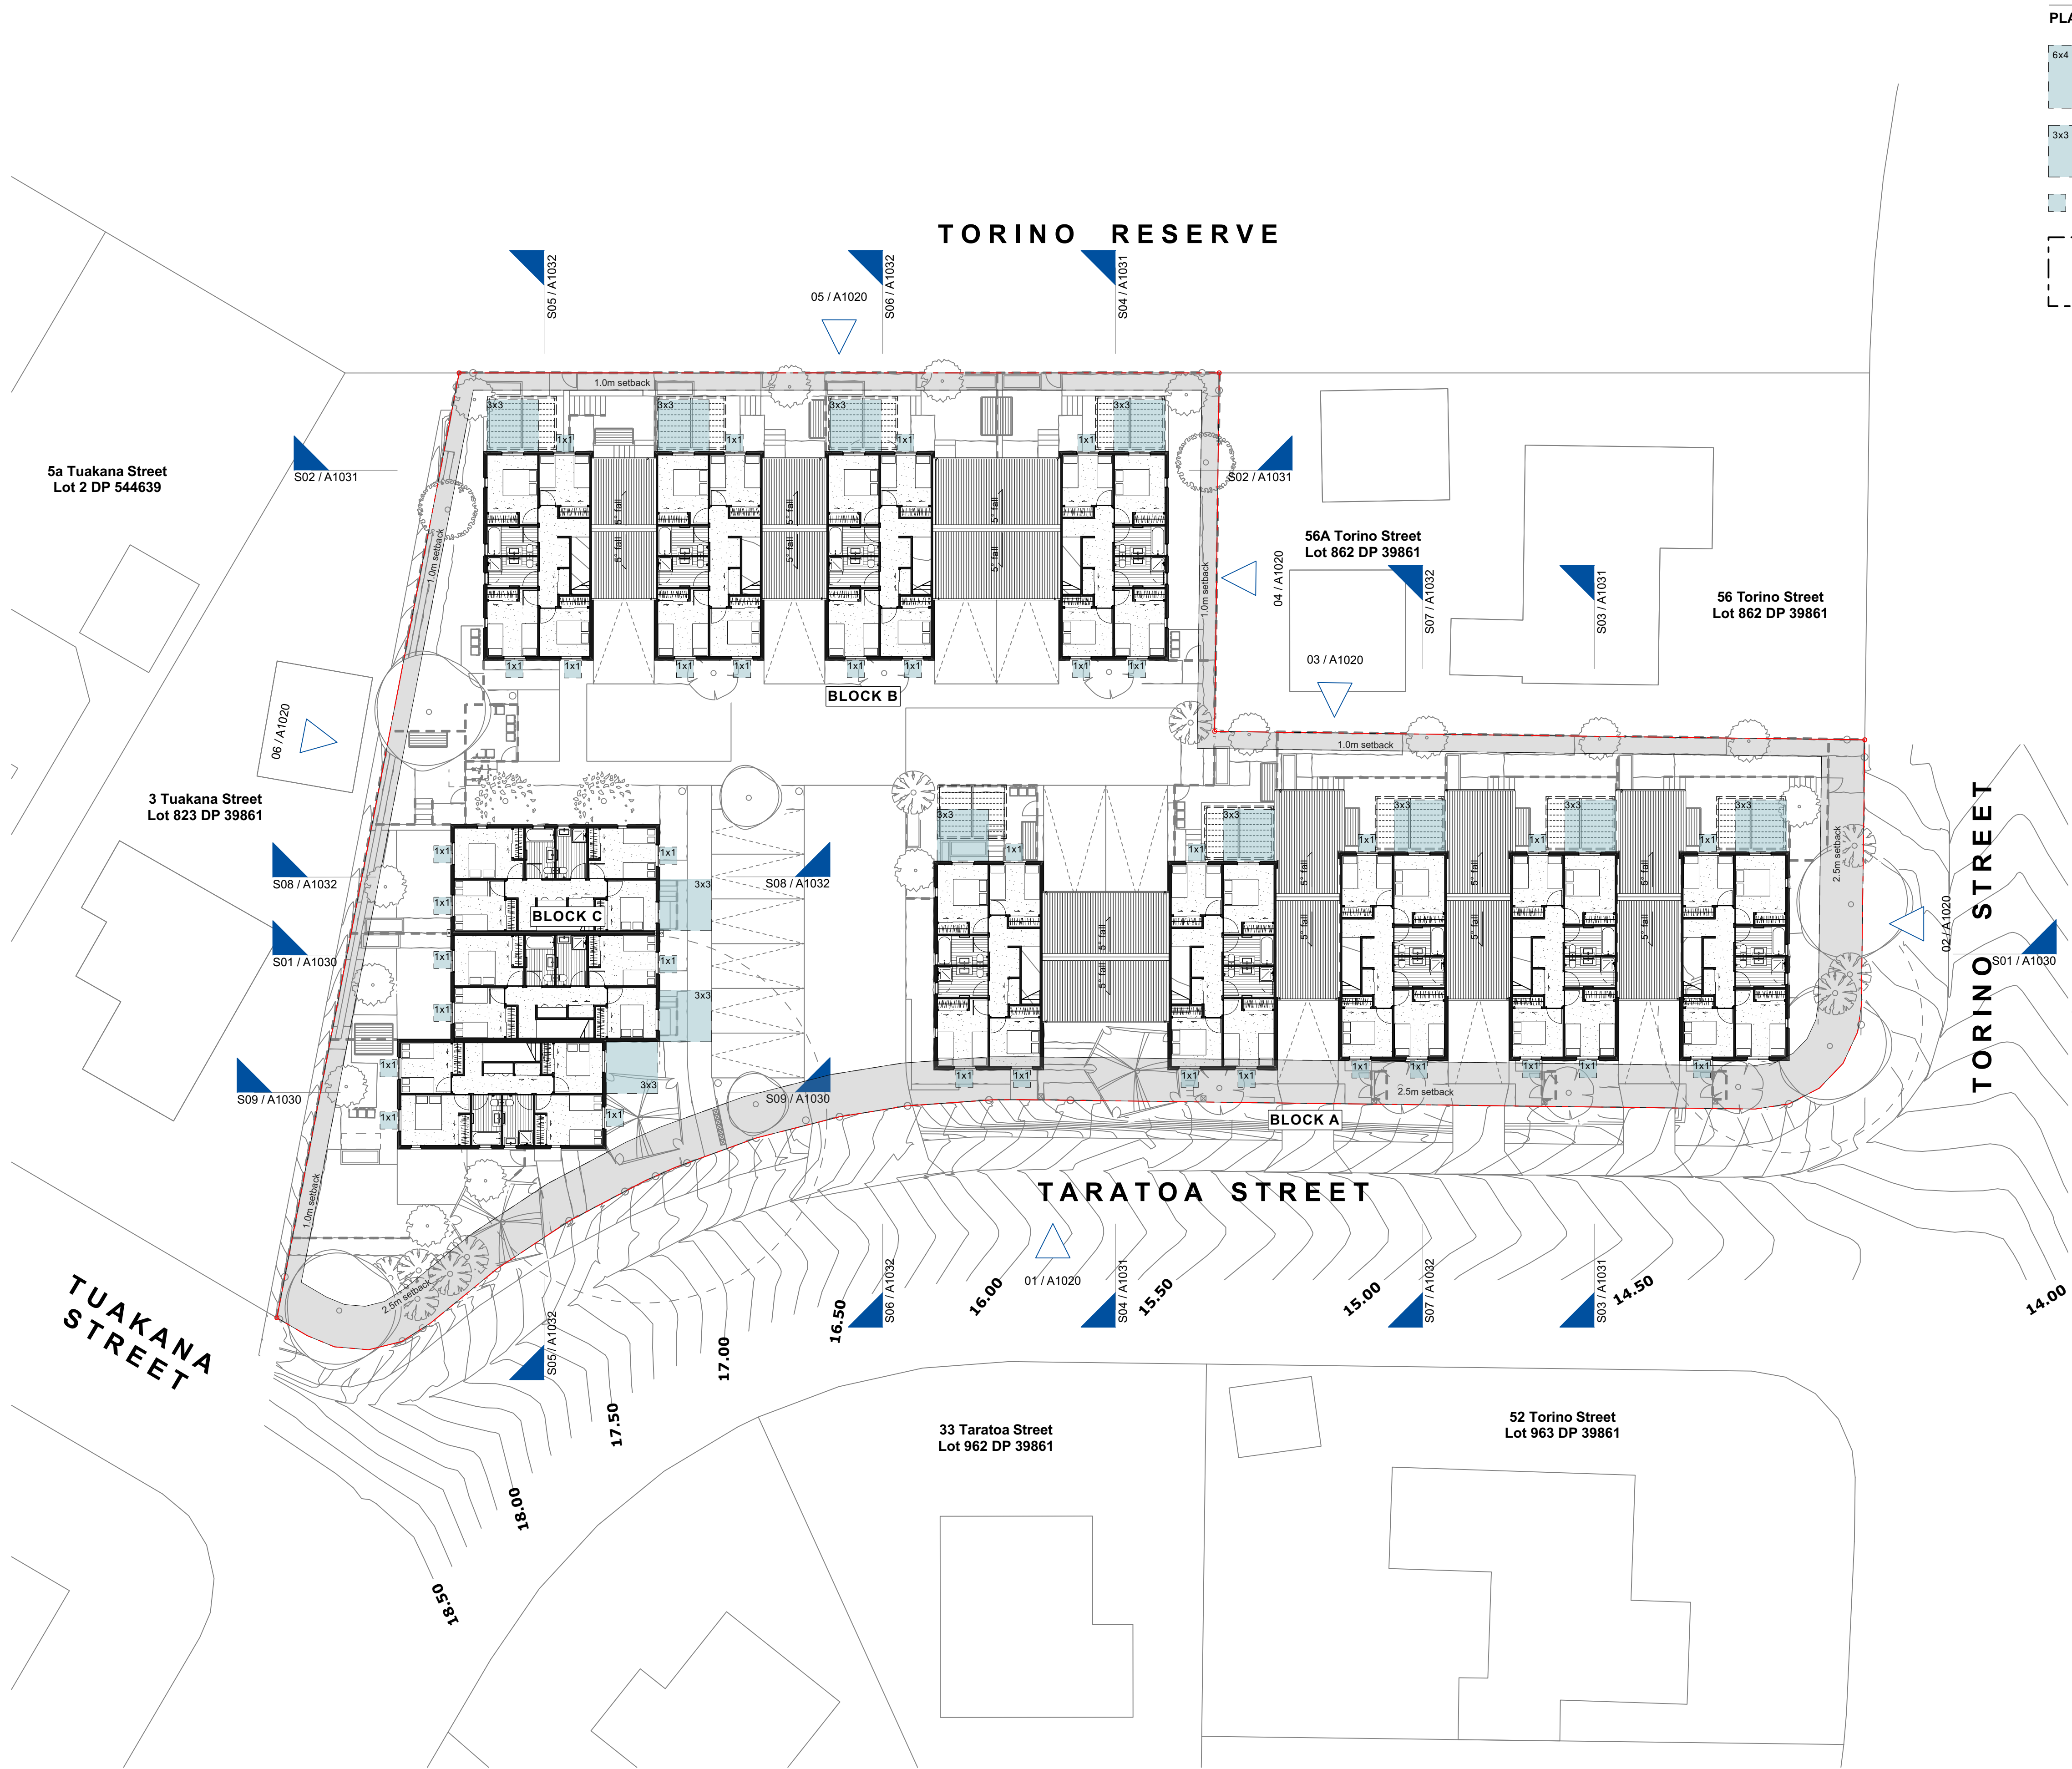 PLA
6x4
3x3
TORINO RESERVE
S05 / A1032
05 / A1020
S06 / A1032
S04 / A1031
1.0m setback
3x3
3x3
3x3
3x3
1x1
1x1
1x1
1x1
5a Tuakana Street
Lot 2 DP 544639
S02 / A1031
S02 / A1031
5° fall
5° fall
5° fall
5° fall
5° fall
5° fall
1.0m setback
1.0m setback
04 / A1020
56A Torino Street
Lot 862 DP 39861
S07 / A1032
S03 / A1031
56 Torino Street
Lot 862 DP 39861
03 / A1020
1x1
1x1
1x1
1x1
1x1
1x1
1x1
1x1
BLOCK B
06 / A1020
1.0m setback
3 Tuakana Street
Lot 823 DP 39861
3x3
3x3
3x3
3x3
3x3
1x1
1x1
1x1
1x1
1x1
2.5m setback
TORINO STREET
1x1
1x1
S08 / A1032
S08 / A1032
3x3
1x1
BLOCK C
5° fall
5° fall
5° fall
5° fall
5° fall
5° fall
5° fall
5° fall
02 / A1020
S01 / A1030
S01 / A1030
1x1
1x1
3x3
1x1
1x1
3x3
1x1
1x1
S09 / A1030
S09 / A1030
1x1
1x1
1x1
1x1
1x1
1x1
1x1
1x1
1x1
1x1
2.5m setback
BLOCK A
TARATOA STREET
1.0m setback
2.5m setback
TUAKANA
STREET
S05 / A1032
S06 / A1032
01 / A1020
S04 / A1031
S07 / A1032
S03 / A1031
18.50
18.00
17.50
17.00
16.50
16.00
15.50
15.00
14.50
14.00
33 Taratoa Street
Lot 962 DP 39861
52 Torino Street
Lot 963 DP 39861